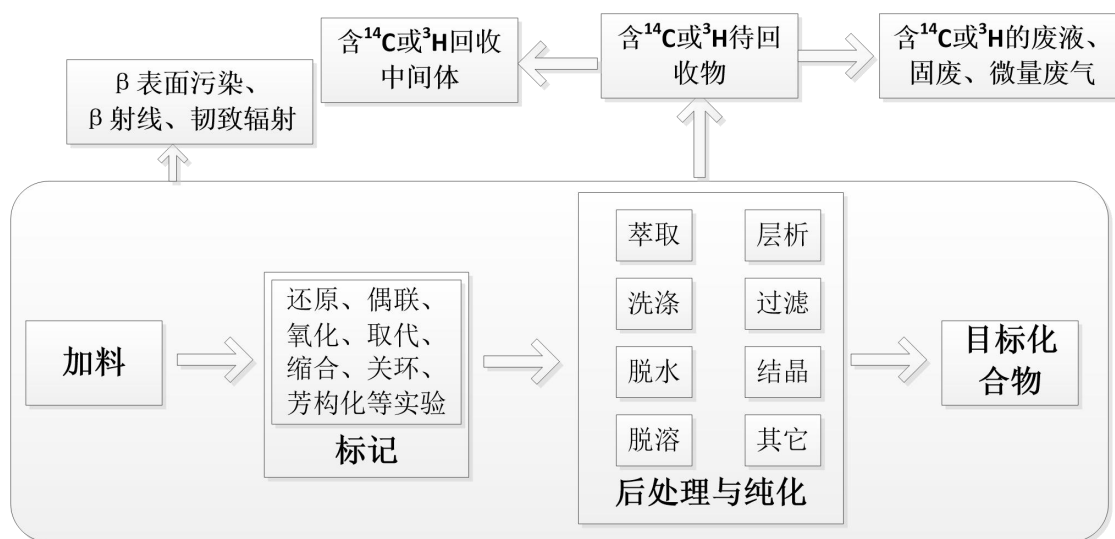 含¹⁴C或³H回收
中间体
含¹⁴C或³H待回
收物
含¹⁴C或³H的废液、
固废、微量废气
β表面污染、
β射线、韧致辐射
加料
还原、偶联、
氧化、取代、
缩合、关环、
芳构化等实验
标记
萃取
层析
洗涤
过滤
脱水
结晶
脱溶
其它
后处理与纯化
目标化
合物